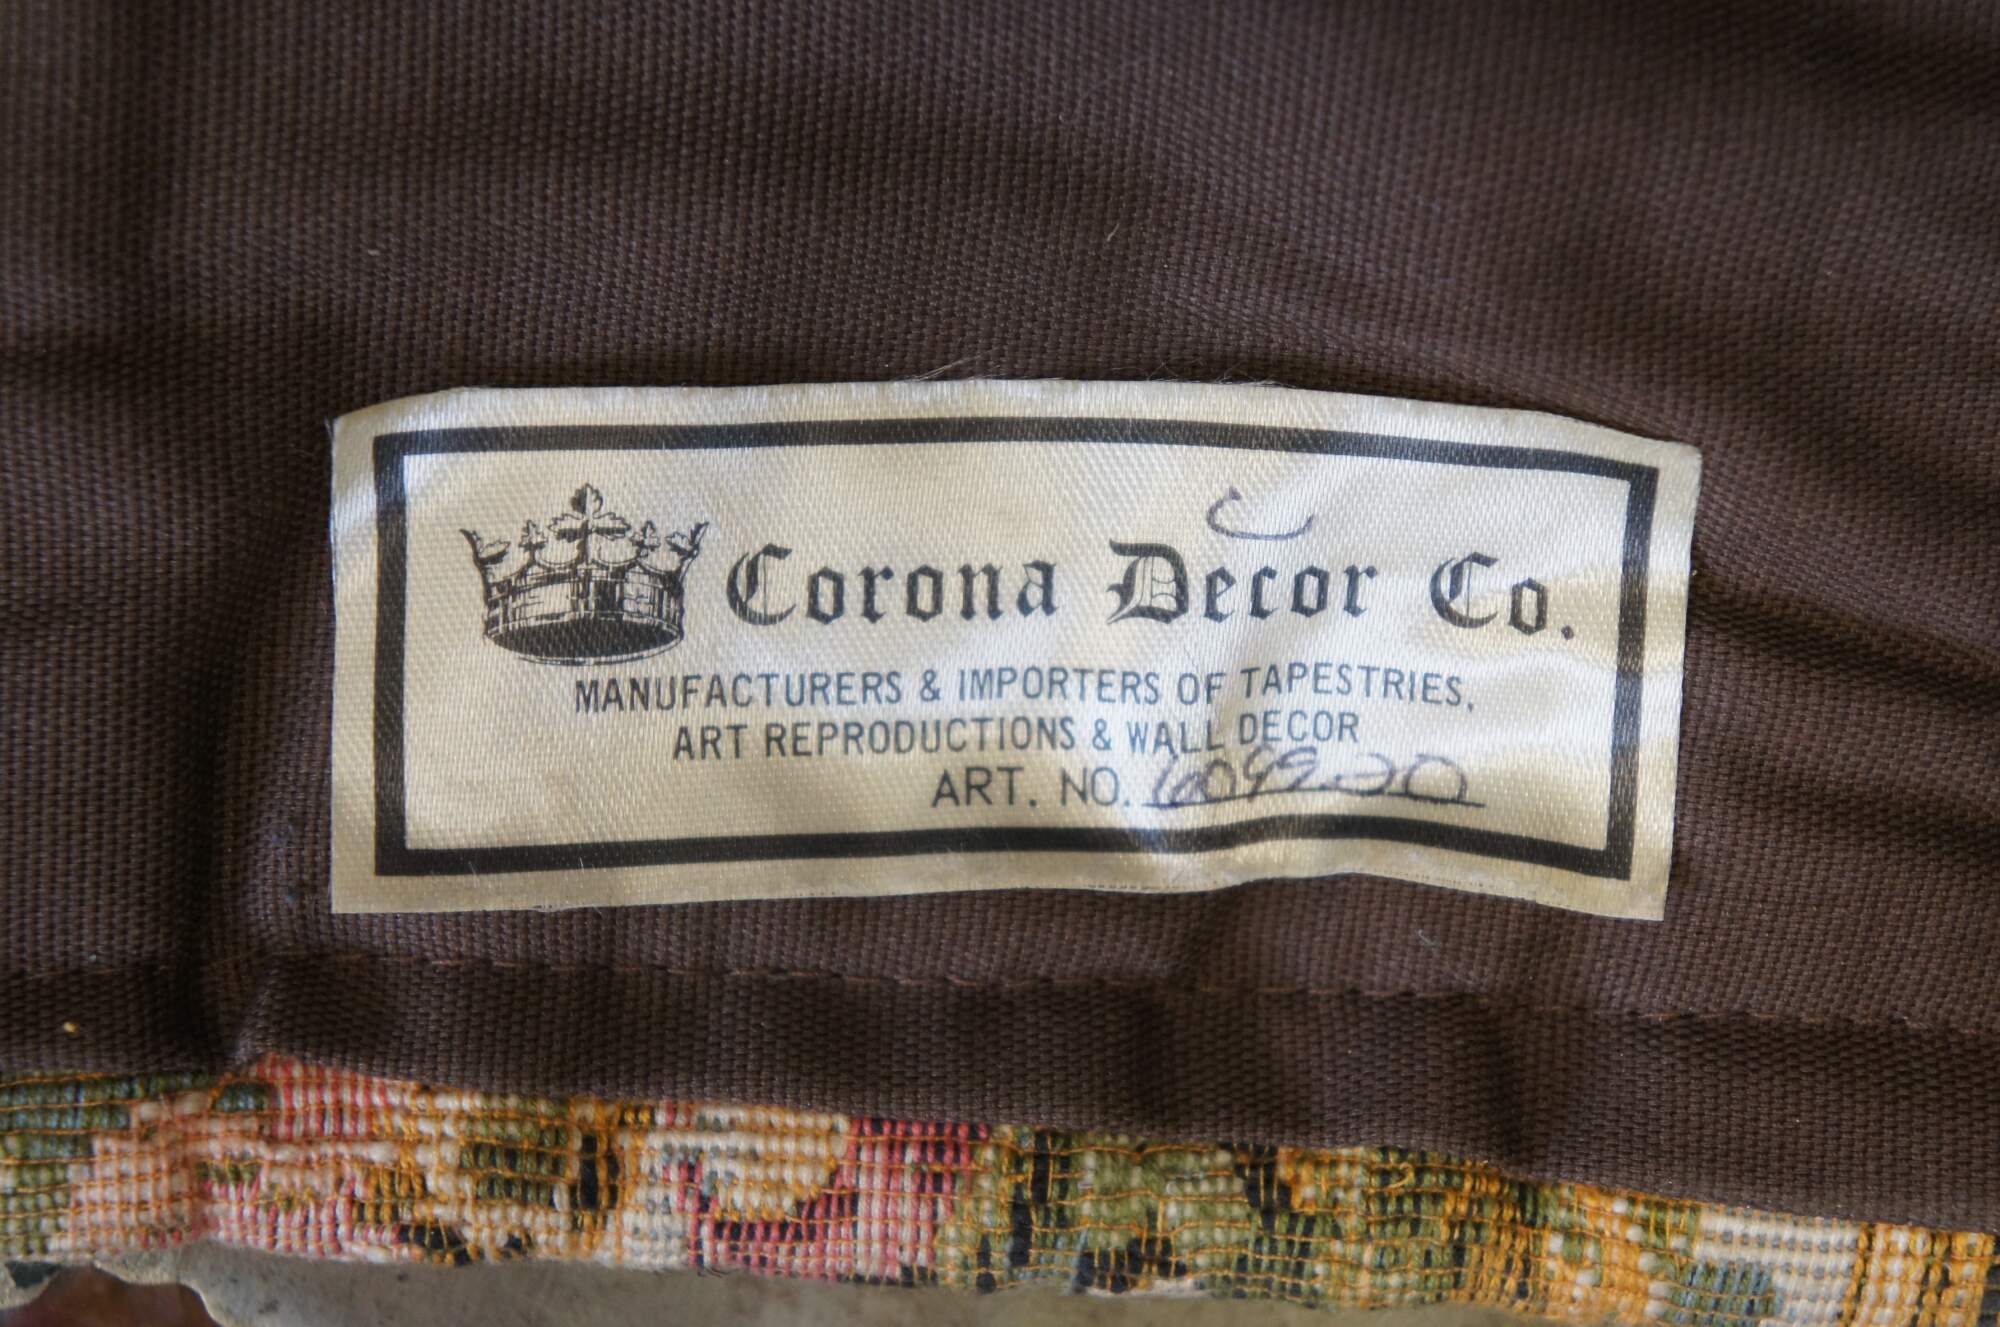 Corona Decor Co.
MANUFACTURERS & IMPORTERS OF TAPESTRIES,
ART REPRODUCTIONS & WALL DECOR
ART. NO.